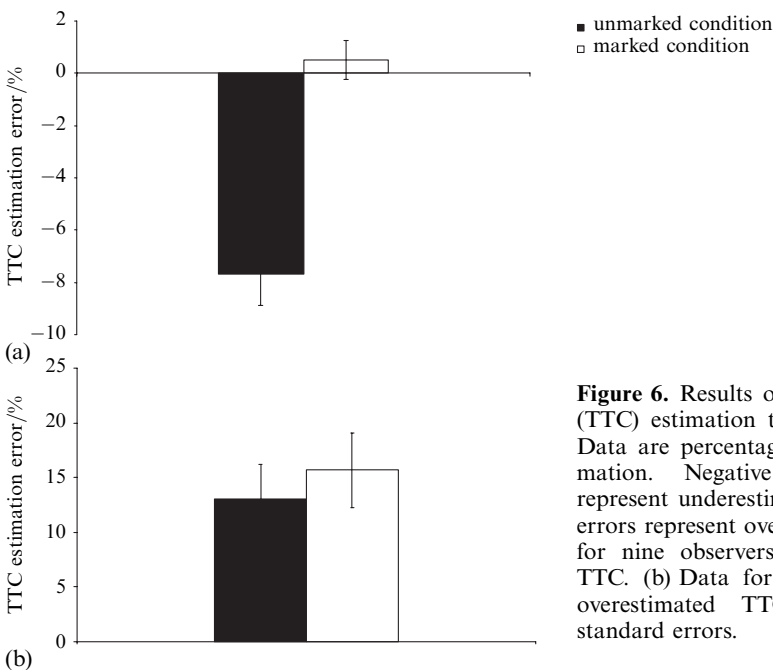 unmarked condition
marked condition
TTC estimation error/%
2
0
−2
−4
−6
−8
−10
(a)
TTC estimation error/%
25
20
15
10
5
0
(b)
Figure 6. Results o
(TTC) estimation t
Data are percentag
mation. Negative
represent underestin
errors represent ove
for nine observers
TTC. (b) Data for
overestimated TTC
standard errors.